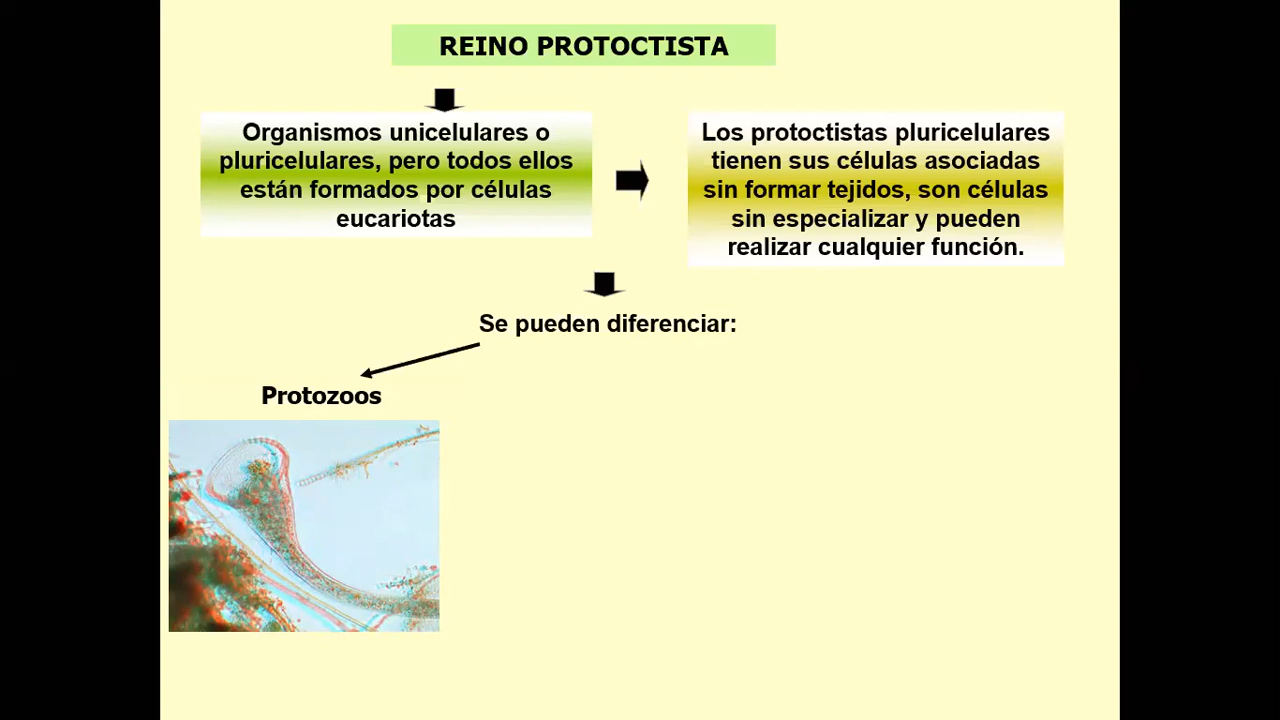 REINO PROTOCTISTA
Organismos unicelulares o
pluricelulares, pero todos ellos
están formados por células
eucariotas
Los protoctistas pluricelulares
tienen sus células asociadas
sin formar tejidos, son células
sin especializar y pueden
realizar cualquier función.
Se pueden diferenciar:
Protozoos